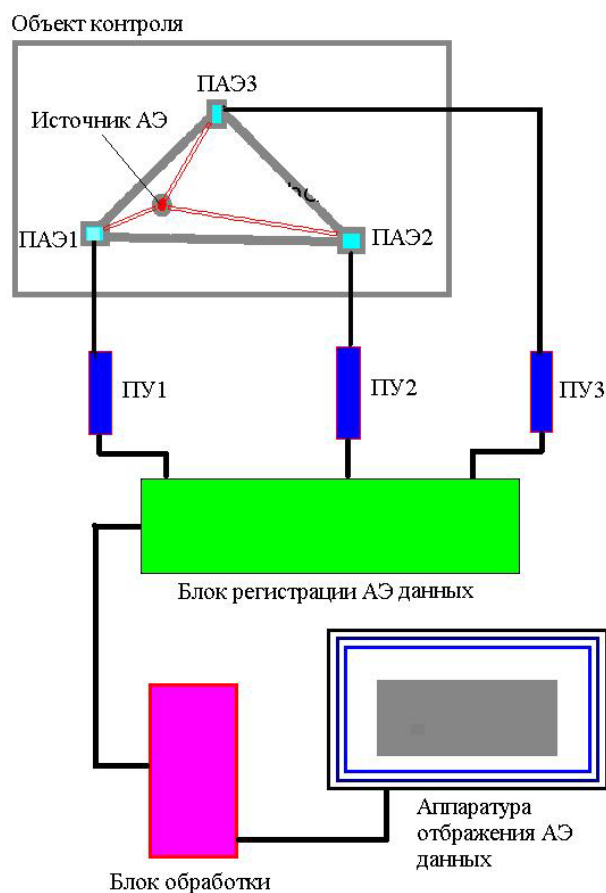 Объект контроля
ПАЭ3
Источник АЭ
ПАЭ1
ПАЭ2
ПУ1
ПУ2
ПУ3
Блок регистрации АЭ данных
Аппаратура
отбражения АЭ
данных
Блок обработки